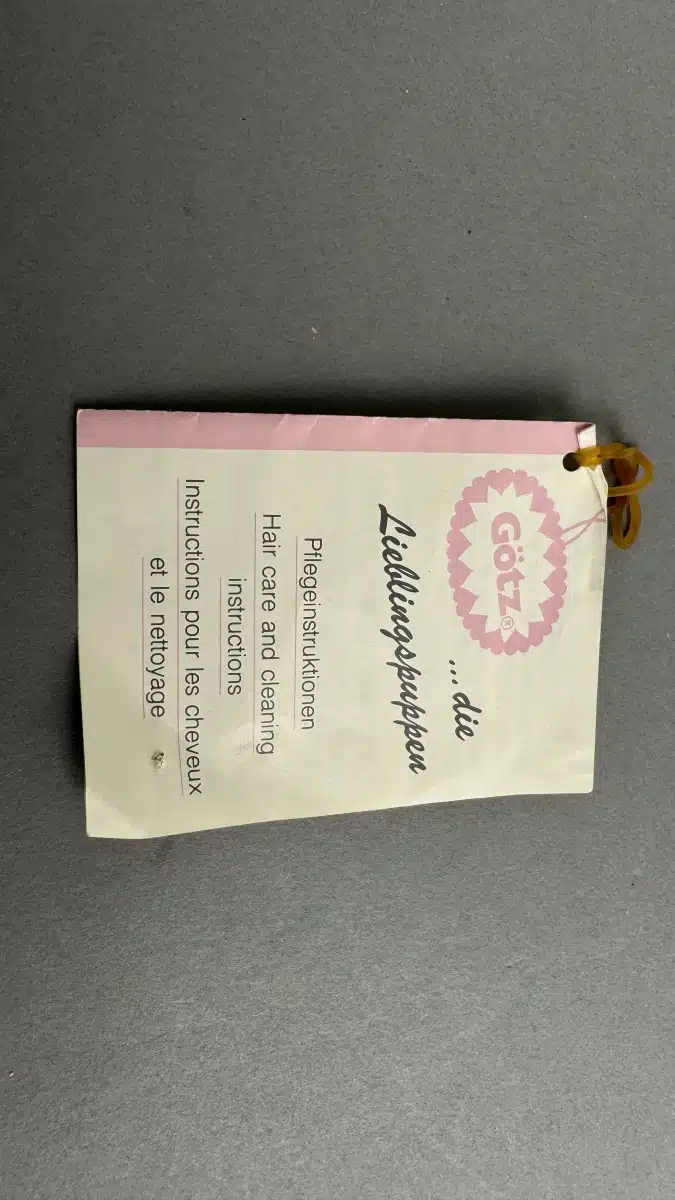 Götz®
... die
Lieblingspuppen
Pflegeinstruktionen
Hair care and cleaning
instructions
Instructions pour les cheveux
et le nettoyage